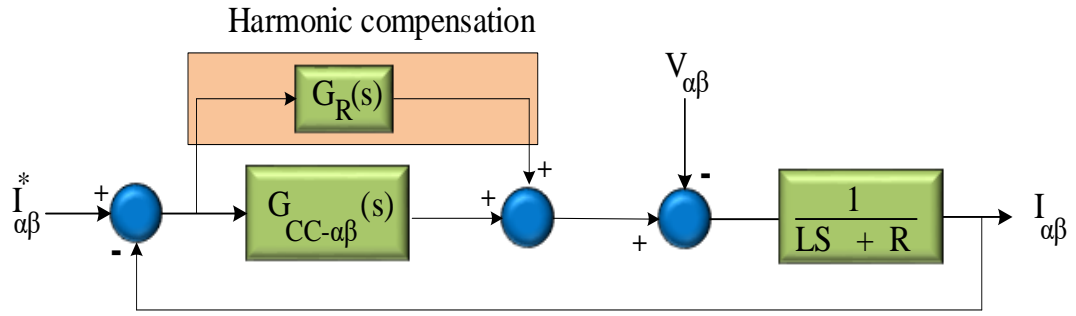 Harmonic compensation
G_R(s)
V_αβ
I*_αβ
+
-
G_CC-αβ(s)
+
+
+
-
1
LS + R
I_αβ